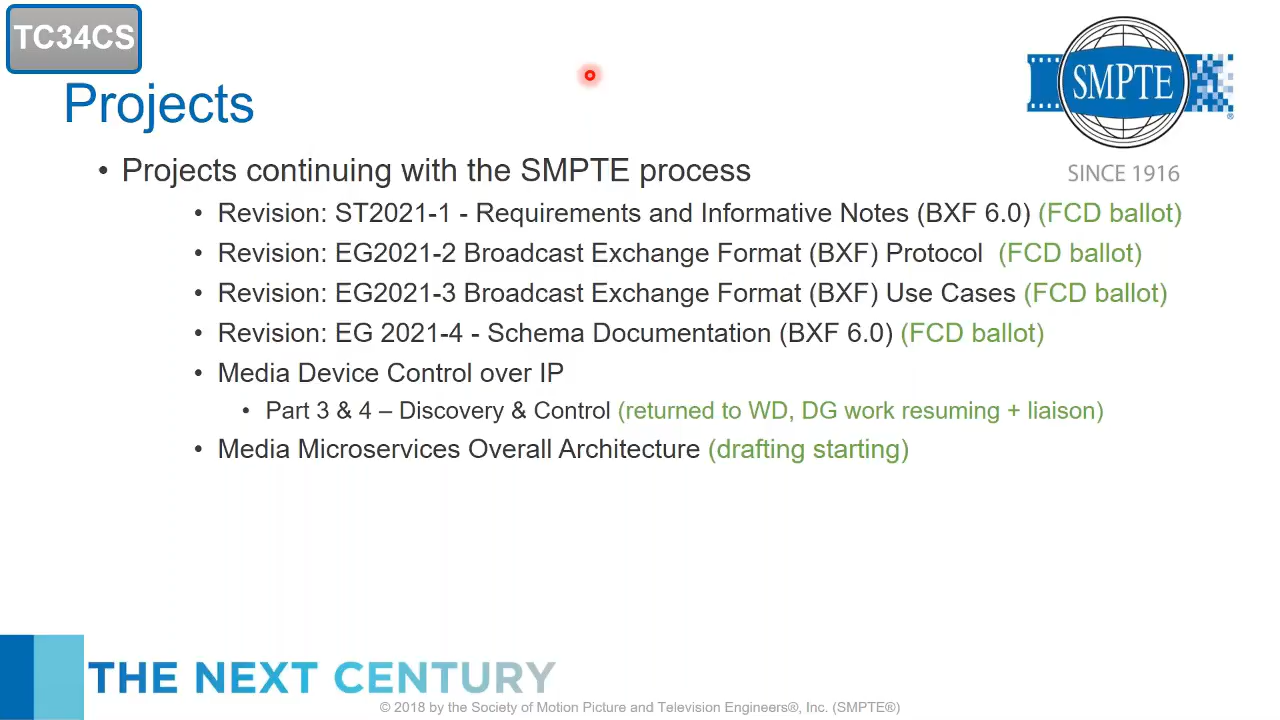 TC34CS
SMPTE
®
SINCE 1916
Projects
• Projects continuing with the SMPTE process
• Revision: ST2021-1 - Requirements and Informative Notes (BXF 6.0) (FCD ballot)
• Revision: EG2021-2 Broadcast Exchange Format (BXF) Protocol (FCD ballot)
• Revision: EG2021-3 Broadcast Exchange Format (BXF) Use Cases (FCD ballot)
• Revision: EG 2021-4 - Schema Documentation (BXF 6.0) (FCD ballot)
• Media Device Control over IP
• Part 3 & 4 – Discovery & Control (returned to WD, DG work resuming + liaison)
• Media Microservices Overall Architecture (drafting starting)
THE NEXT CENTURY
© 2018 by the Society of Motion Picture and Television Engineers®, Inc. (SMPTE®)